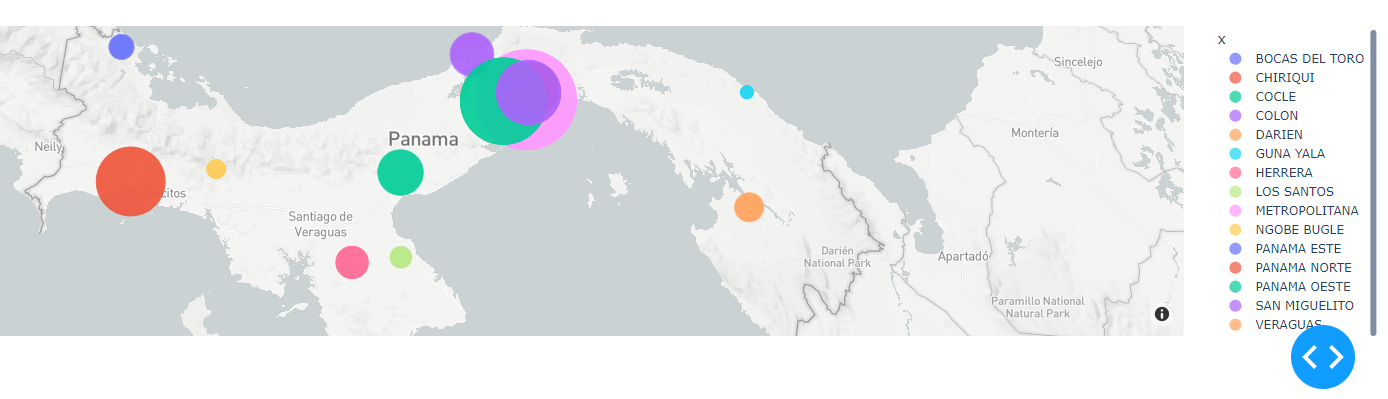 Neily
Panama
Santiago de
Veraguas
Sincelejo
Montería
Darién
National Park
Apartadó
Paramillo National
Natural Park
x
BOCAS DEL TORO
CHIRIQUI
COCLE
COLON
DARIEN
GUNA YALA
HERRERA
LOS SANTOS
METROPOLITANA
NGOBE BUGLE
PANAMA ESTE
PANAMA NORTE
PANAMA OESTE
SAN MIGUELITO
VERAGUAS